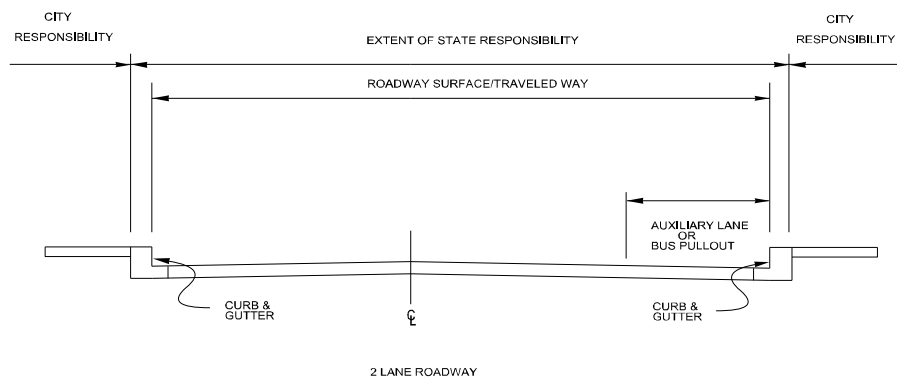 CITY
RESPONSIBILITY
EXTENT OF STATE RESPONSIBILITY
CITY
RESPONSIBILITY
ROADWAY SURFACE/TRAVELED WAY
AUXILIARY LANE
OR
BUS PULLOUT
CURB &
GUTTER
℄
CURB &
GUTTER
2 LANE ROADWAY